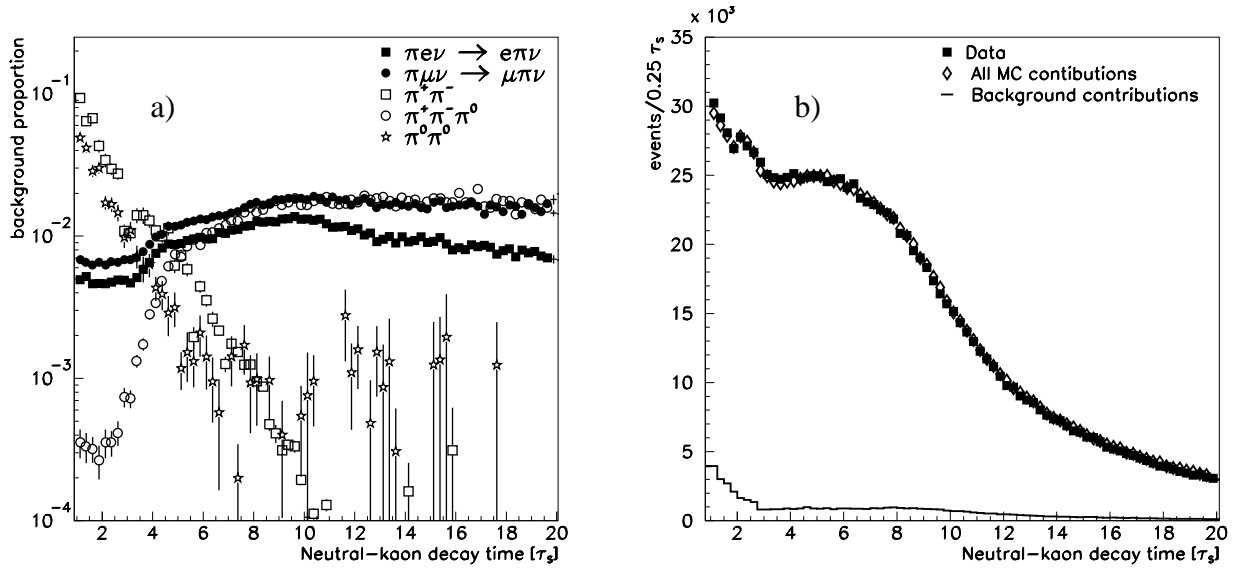 a)
background proportion
10⁻¹
10⁻²
10⁻³
10⁻⁴
πeν → eπν
πμν → μπν
π⁺π⁻
π⁺π⁻π⁰
π⁰π⁰
2 4 6 8 10 12 14 16 18 20
Neutral-kaon decay time [τₛ]
b)
x 10³
events/0.25 τₛ
35
30
25
20
15
10
5
0
Data
All MC contibutions
Background contributions
2 4 6 8 10 12 14 16 18 20
Neutral-kaon decay time [τₛ]